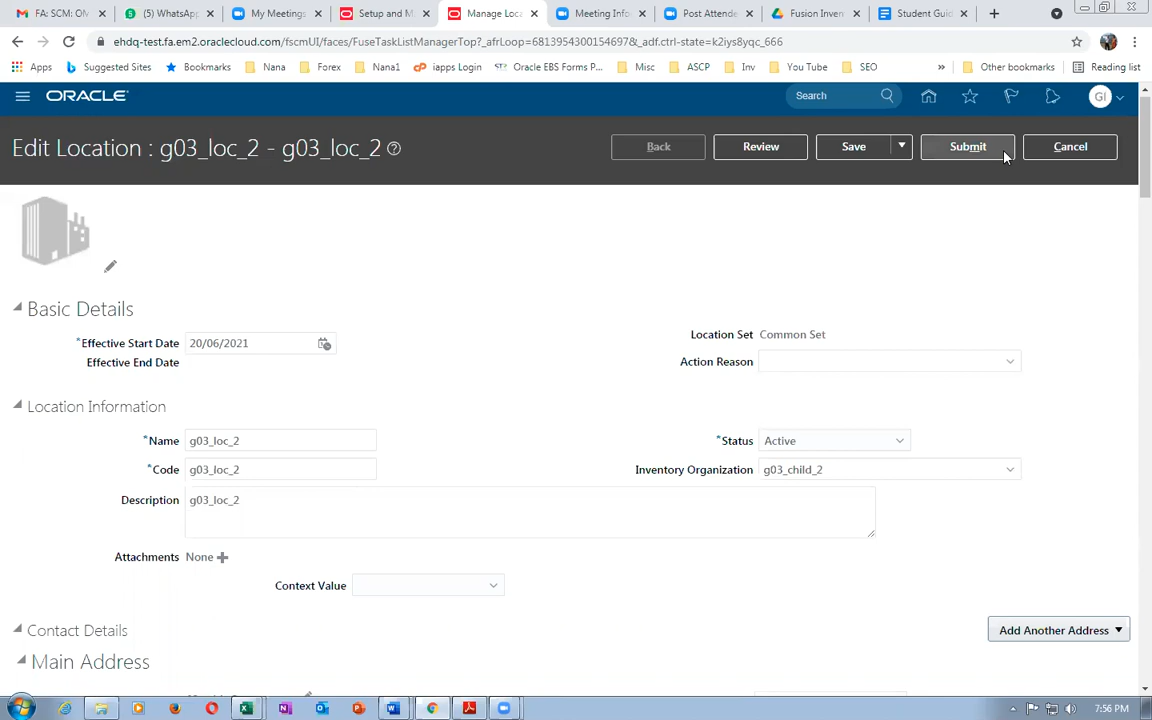 FA: SCM: OM
(5) WhatsApp
My Meetings
Setup and M
Manage Loca
Meeting Info
Post Attende
Fusion Inven
Student Guid
ehdq-test.fa.em2.oraclecloud.com/fscmUI/faces/FuseTaskListManagerTop?_afrLoop=6813954300154697&_adf.ctrl-state=k2iys8yqc_666
Apps
Suggested Sites
Bookmarks
Nana
Forex
Nana1
iapps Login
Oracle EBS Forms P...
Misc
ASCP
Inv
You Tube
SEO
»
Other bookmarks
Reading list
ORACLE
Search
GI
Edit Location : g03_loc_2 - g03_loc_2
Back
Review
Save
Submit
Cancel
Basic Details
*Effective Start Date 20/06/2021
Location Set Common Set
Effective End Date
Action Reason
Location Information
*Name g03_loc_2
*Status Active
*Code g03_loc_2
Inventory Organization g03_child_2
Description g03_loc_2
Attachments None
Context Value
Contact Details
Add Another Address
Main Address
7:56 PM